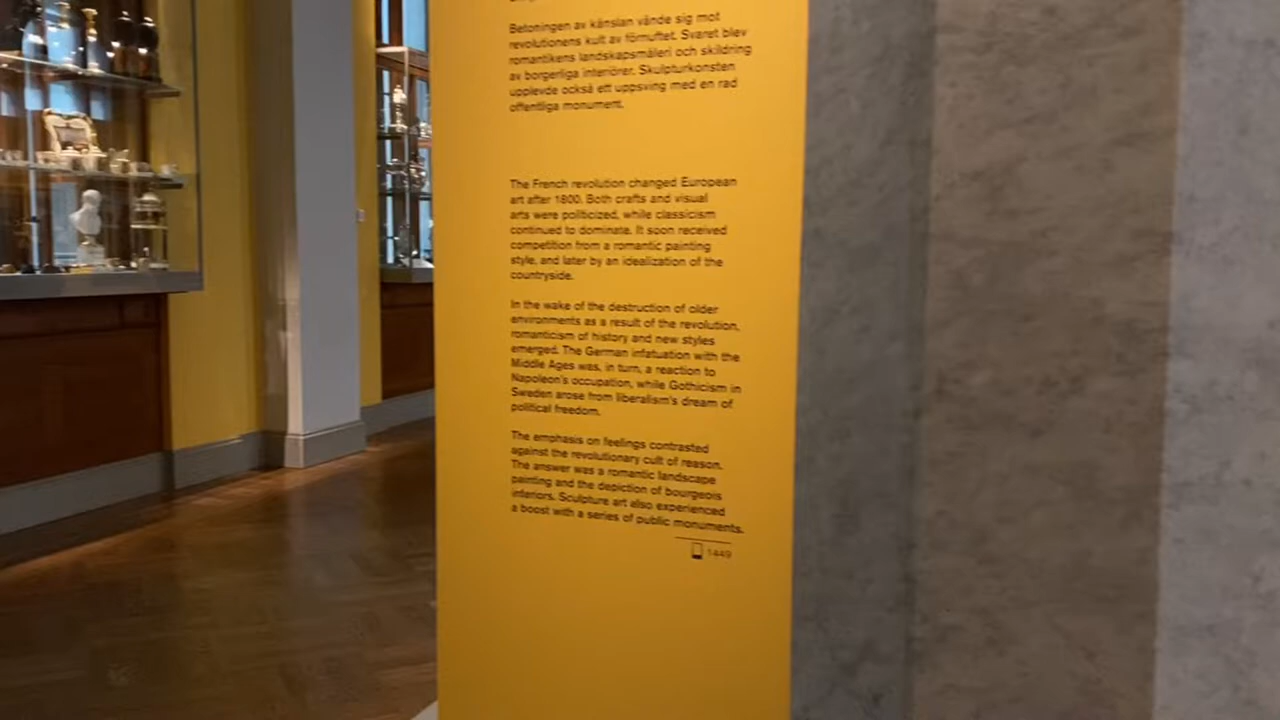 Betoningen av känslan vände sig mot
revolutionens kult av förnuftet. Svaret blev
romantikens landskapsmåleri och skildring
av borgerliga interiörer. Skulpturkonsten
upplevde också ett uppsving med en rad
offentliga monument.
The French revolution changed European
art after 1800. Both crafts and visual
arts were politicized, while classicism
continued to dominate. It soon received
competition from a romantic painting
style, and later by an idealization of the
countryside.
In the wake of the destruction of older
environments as a result of the revolution,
romanticism of history and new styles
emerged. The German infatuation with the
Middle Ages was, in turn, a reaction to
Napoleon's occupation, while Gothicism in
Sweden arose from liberalism's dream of
political freedom.
The emphasis on feelings contrasted
against the revolutionary cult of reason.
The answer was a romantic landscape
painting and the depiction of bourgeois
interiors. Sculpture art also experienced
a boost with a series of public monuments.
1449